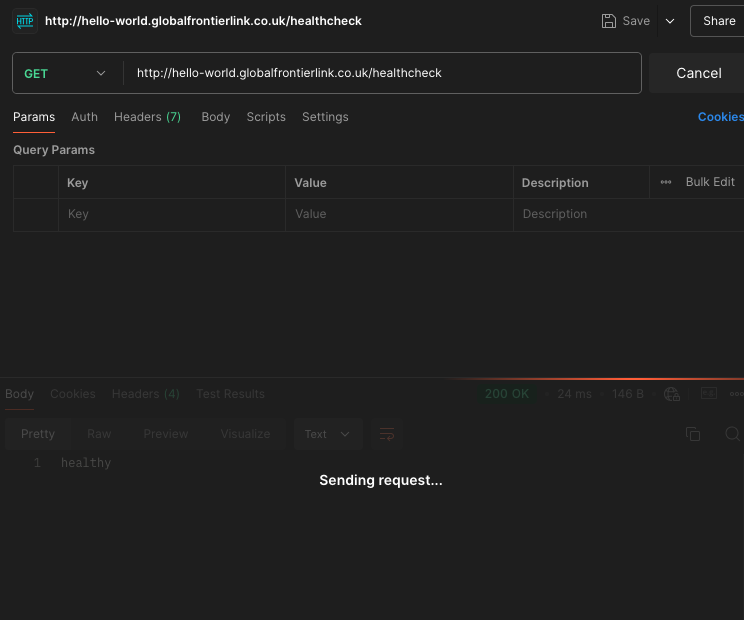 HTTP http://hello-world.globalfrontierlink.co.uk/healthcheck Save Share
GET http://hello-world.globalfrontierlink.co.uk/healthcheck Cancel
Params Auth Headers (7) Body Scripts Settings Cookies
Query Params
Key Value Description Bulk Edit
Key Value Description
Body Cookies Headers (4) Test Results 200 OK 24 ms 146 B
Pretty Raw Preview Visualize Text
1 healthy
Sending request...